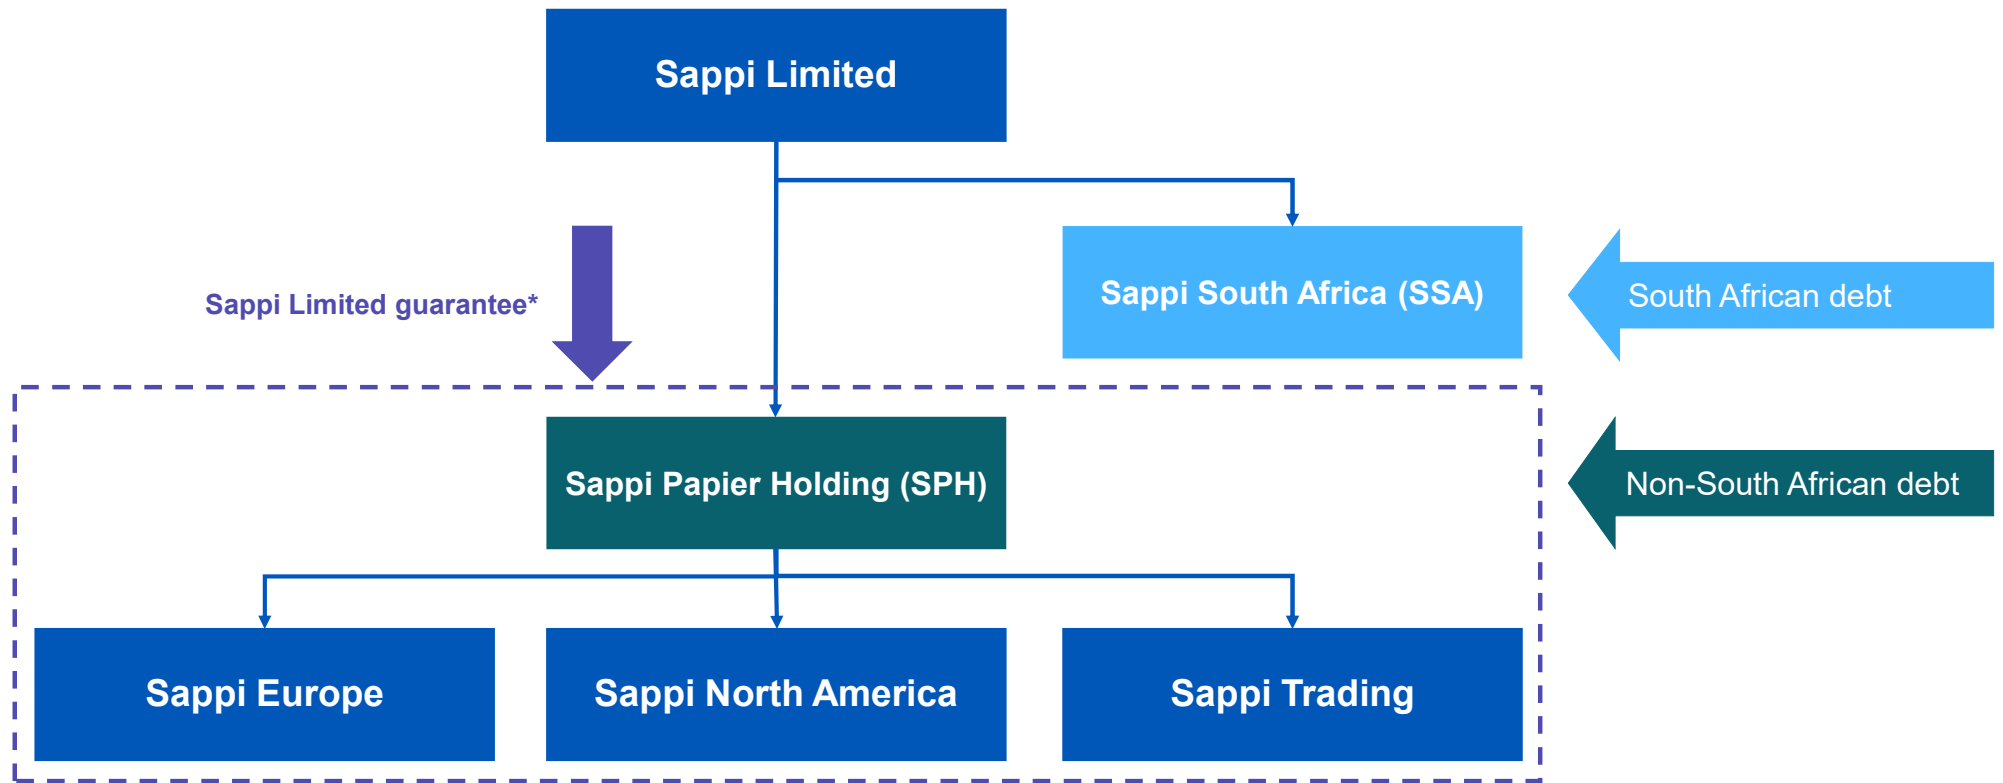 Sappi Limited
Sappi Limited guarantee*
Sappi South Africa (SSA)
South African debt
Sappi Papier Holding (SPH)
Non-South African debt
Sappi Europe
Sappi North America
Sappi Trading